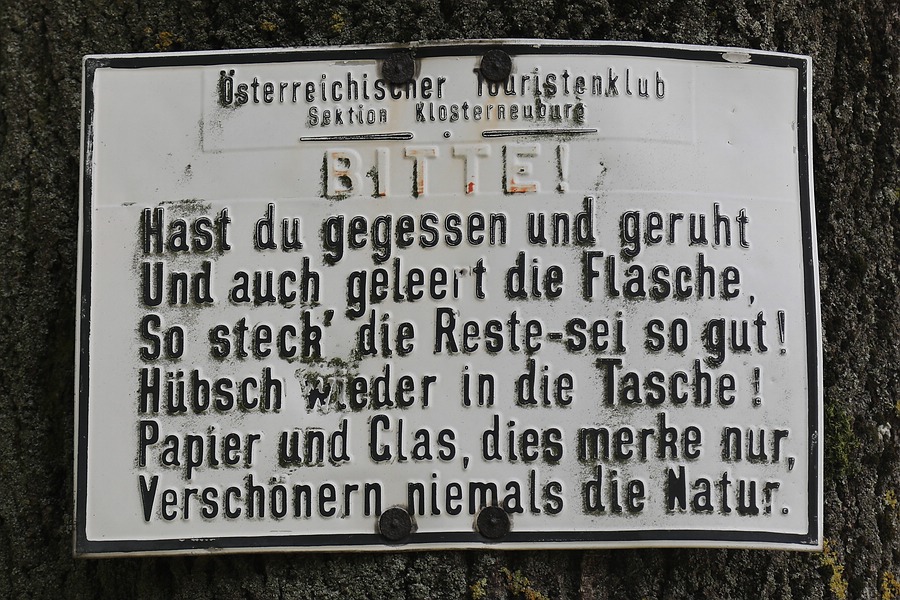 Österreichischer Touristenklub
Sektion Klosterneuburg
BITTE!
Hast du gegessen und geruht
Und auch geleert die Flasche,
So steck' die Reste-sei so gut!
Hübsch wieder in die Tasche!
Papier und Glas, dies merke nur,
Verschönern niemals die Natur.